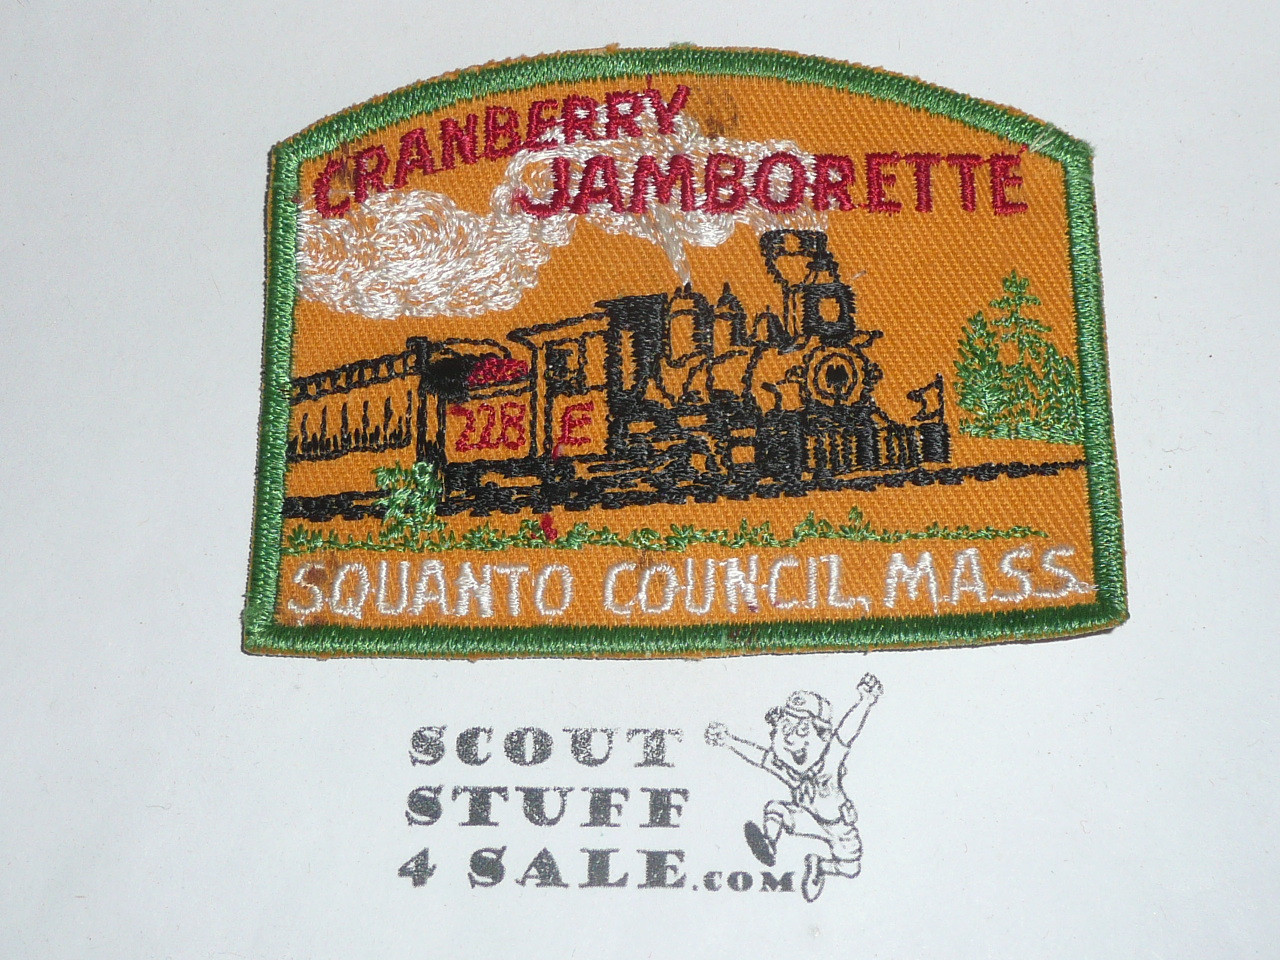 CRANBERRY
JAMBORETTE
228 E
SQUANTO COUNCIL, MASS.
SCOUT
STUFF
4 SALE.COM